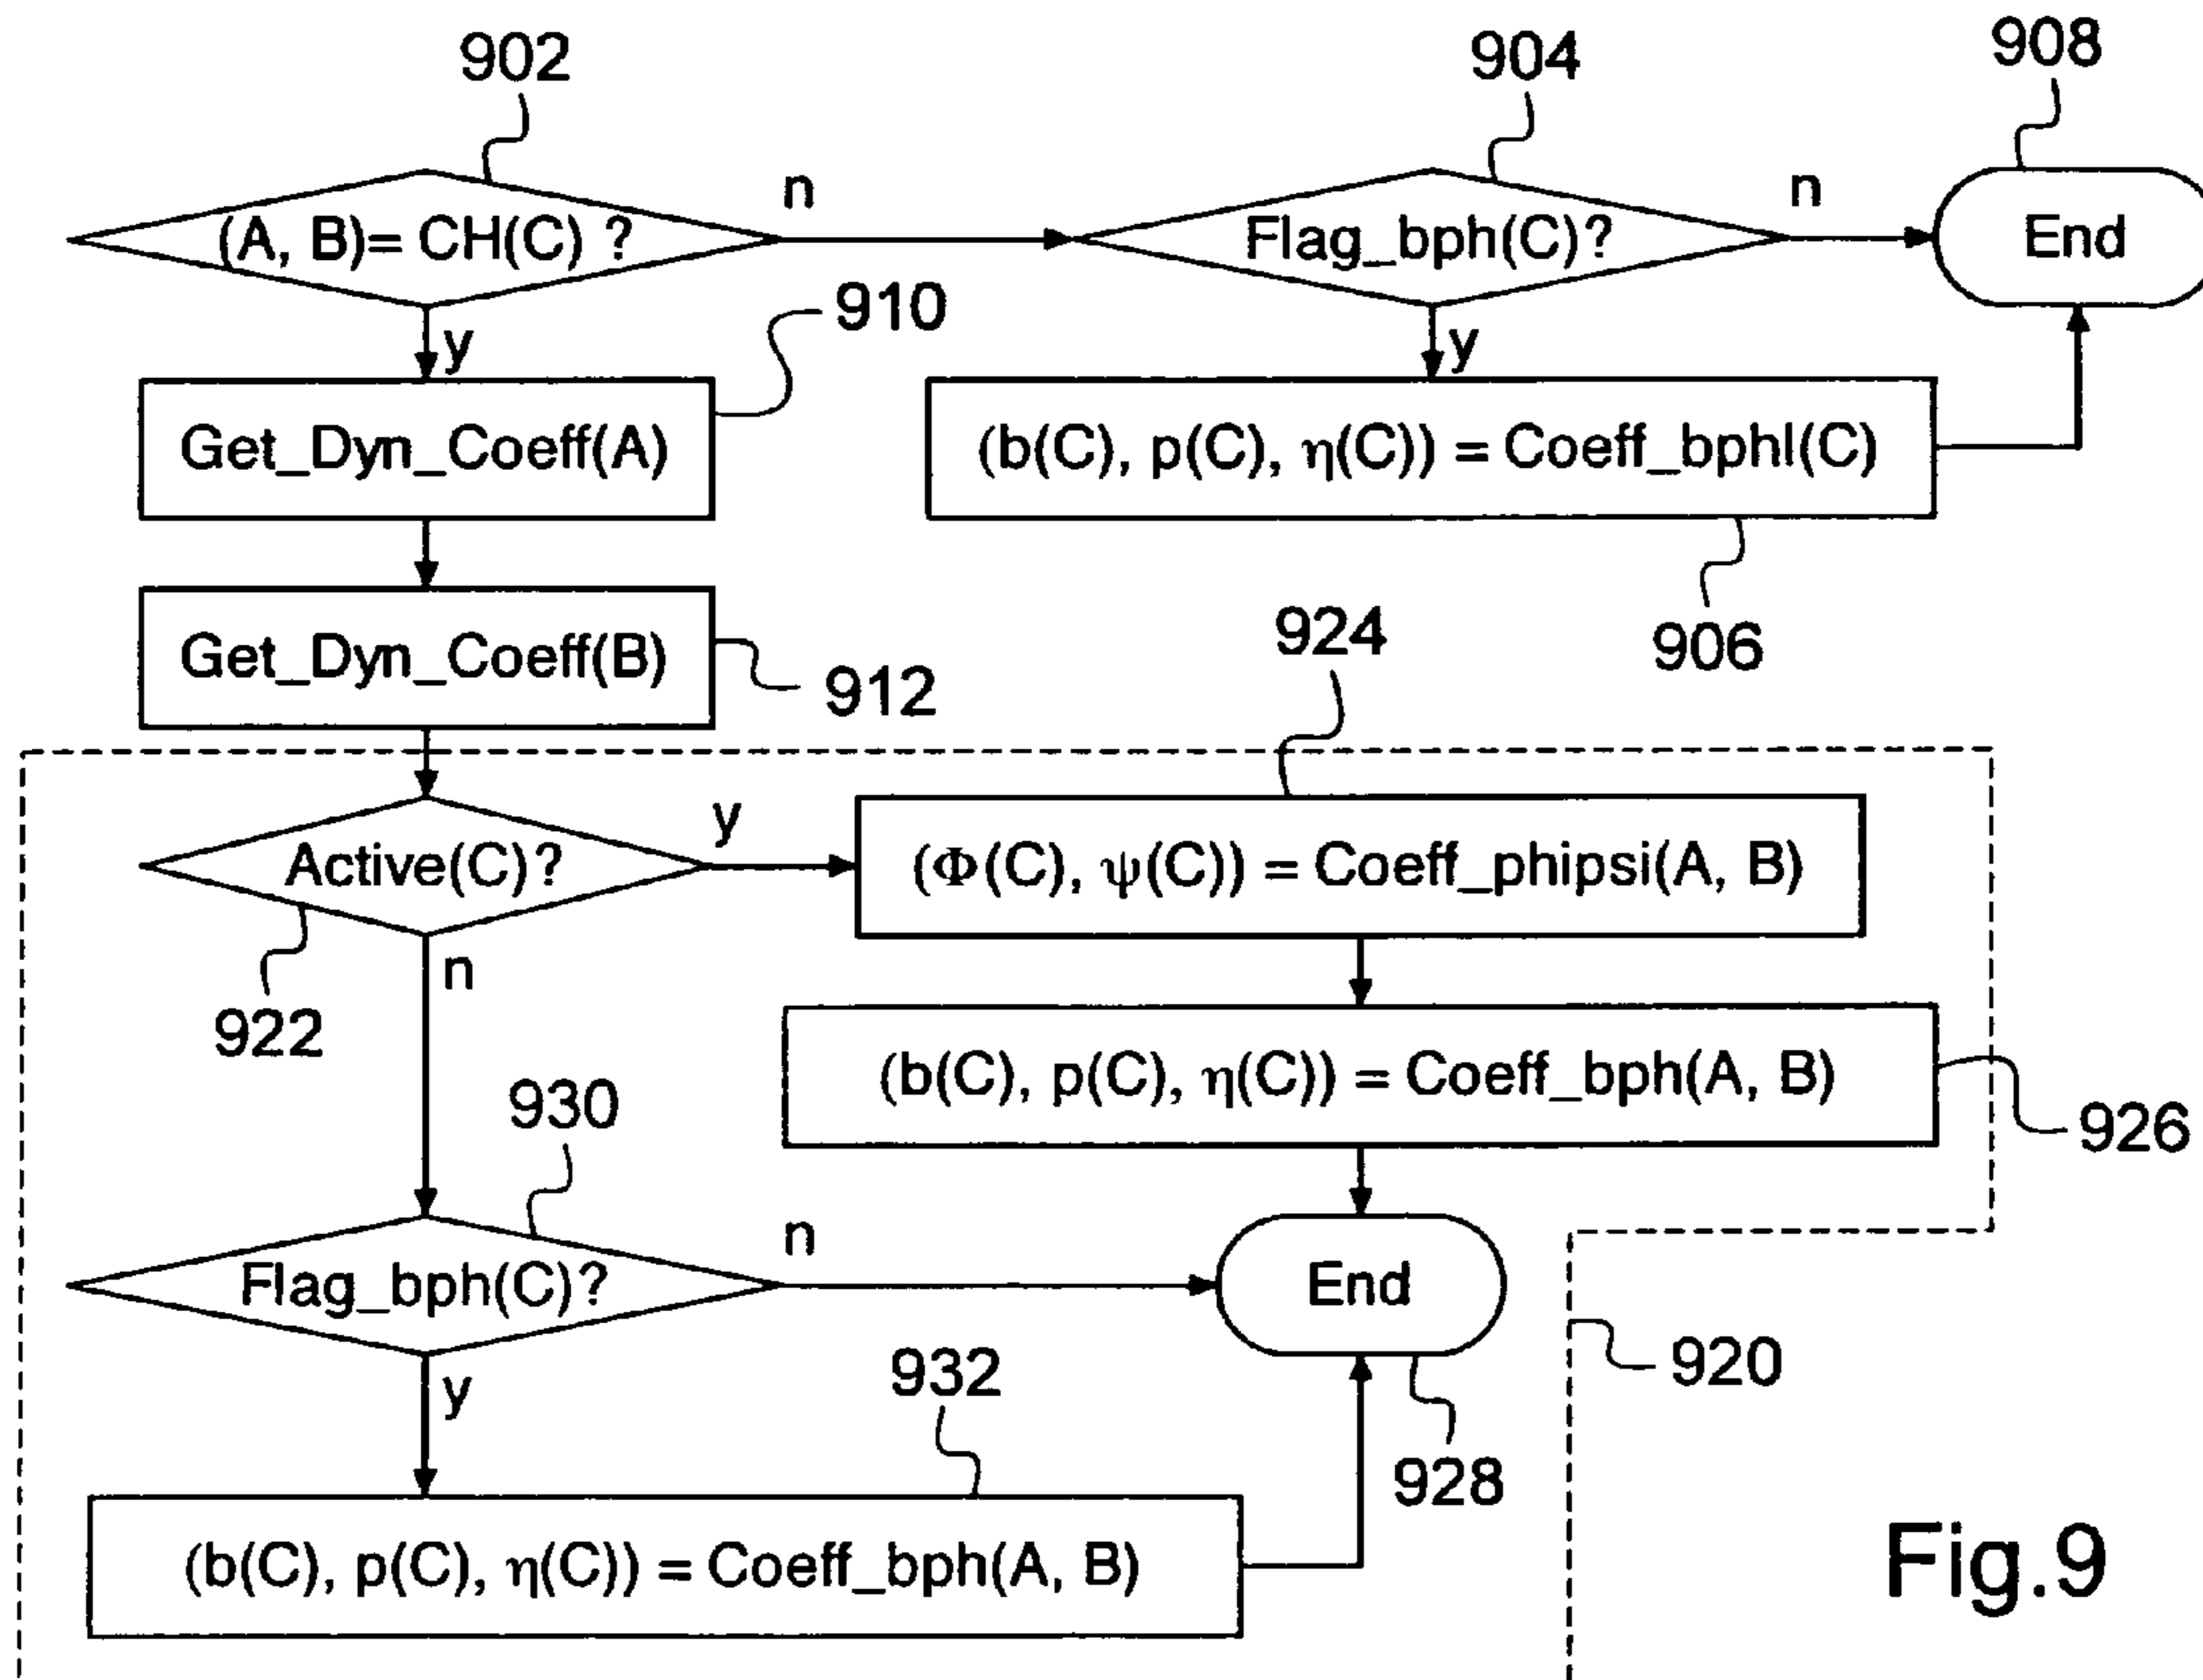 902
904
908
(A, B)= CH(C) ?
n
Flag_bph(C)?
n
End
y
910
y
Get_Dyn_Coeff(A)
(b(C), p(C), η(C)) = Coeff_bphl(C)
906
Get_Dyn_Coeff(B)
912
924
Active(C)?
y
(Φ(C), ψ(C)) = Coeff_phipsi(A, B)
n
922
(b(C), p(C), η(C)) = Coeff_bph(A, B)
926
930
Flag_bph(C)?
n
End
920
y
932
928
(b(C), p(C), η(C)) = Coeff_bph(A, B)
Fig.9